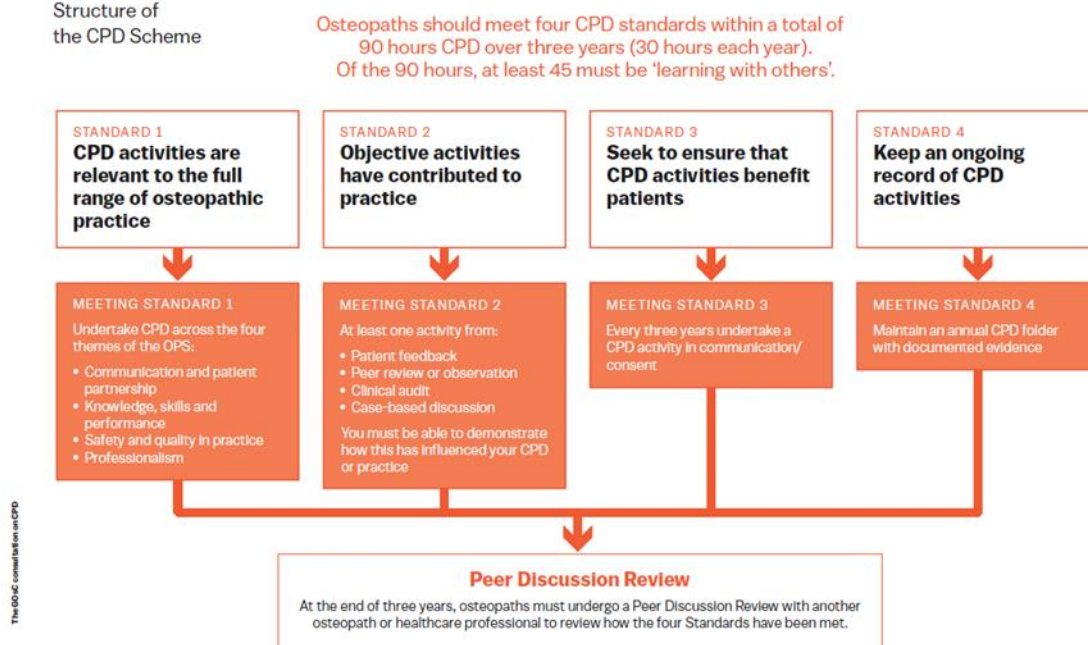 Structure of
the CPD Scheme
Osteopaths should meet four CPD standards within a total of
90 hours CPD over three years (30 hours each year).
Of the 90 hours, at least 45 must be ‘learning with others’.
STANDARD 1
CPD activities are
relevant to the full
range of osteopathic
practice
STANDARD 2
Objective activities
have contributed to
practice
STANDARD 3
Seek to ensure that
CPD activities benefit
patients
STANDARD 4
Keep an ongoing
record of CPD
activities
MEETING STANDARD 1
Undertake CPD across the four
themes of the OPS:
• Communication and patient
partnership
• Knowledge, skills and
performance
• Safety and quality in practice
• Professionalism
MEETING STANDARD 2
At least one activity from:
• Patient feedback
• Peer review or observation
• Clinical audit
• Case-based discussion
You must be able to demonstrate
how this has influenced your CPD
or practice
MEETING STANDARD 3
Every three years undertake a
CPD activity in communication/
consent
MEETING STANDARD 4
Maintain an annual CPD folder
with documented evidence
Peer Discussion Review
At the end of three years, osteopaths must undergo a Peer Discussion Review with another
osteopath or healthcare professional to review how the four Standards have been met.
The GOsC consultation on CPD